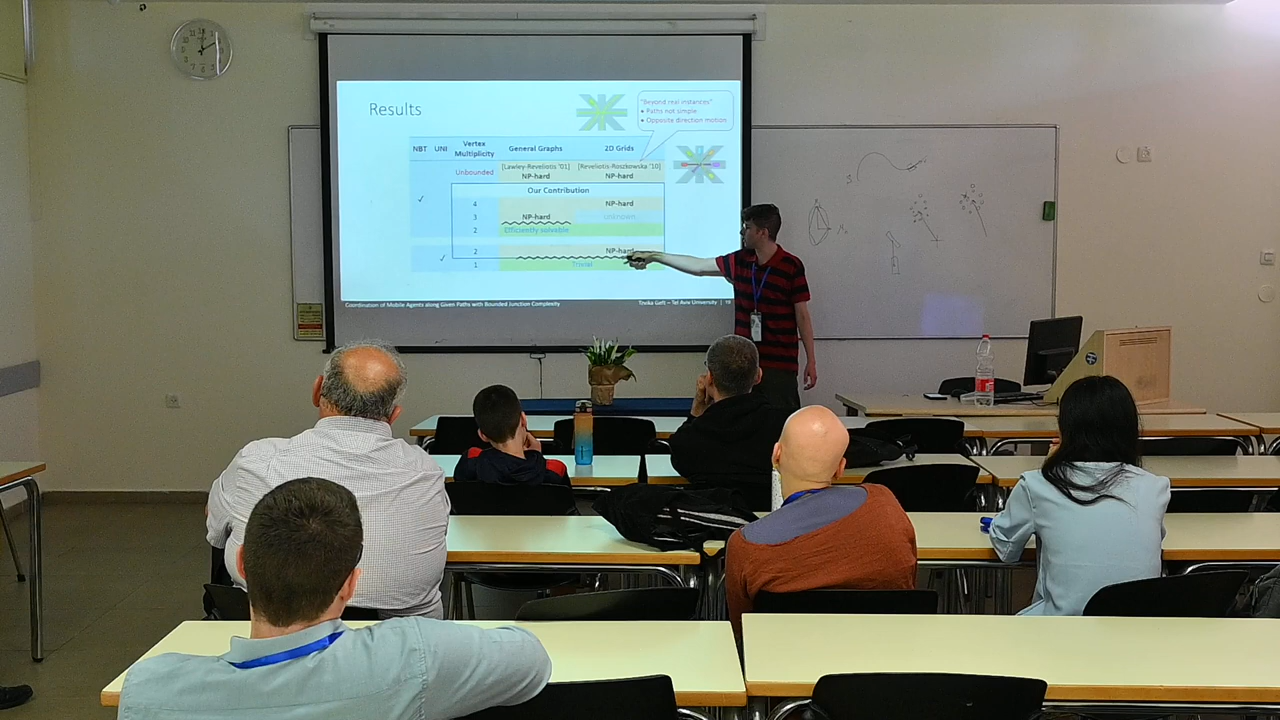 Results
"Beyond real instances"
• Paths not simple
• Opposite direction motion
NBT UNI Vertex Multiplicity General Graphs 2D Grids
Unbounded [Lawley-Reveliotis '01] [Reveliotis-Roszkowska '10]
NP-hard NP-hard
Our Contribution
✓ 4 NP-hard
3 NP-hard Unknown
2 Efficiently solvable
2 NP-hard
✓ 1 Trivial
Coordination of Mobile Agents along Given Paths with Bounded Junction Complexity
Tzvika Geft – Tel Aviv University |